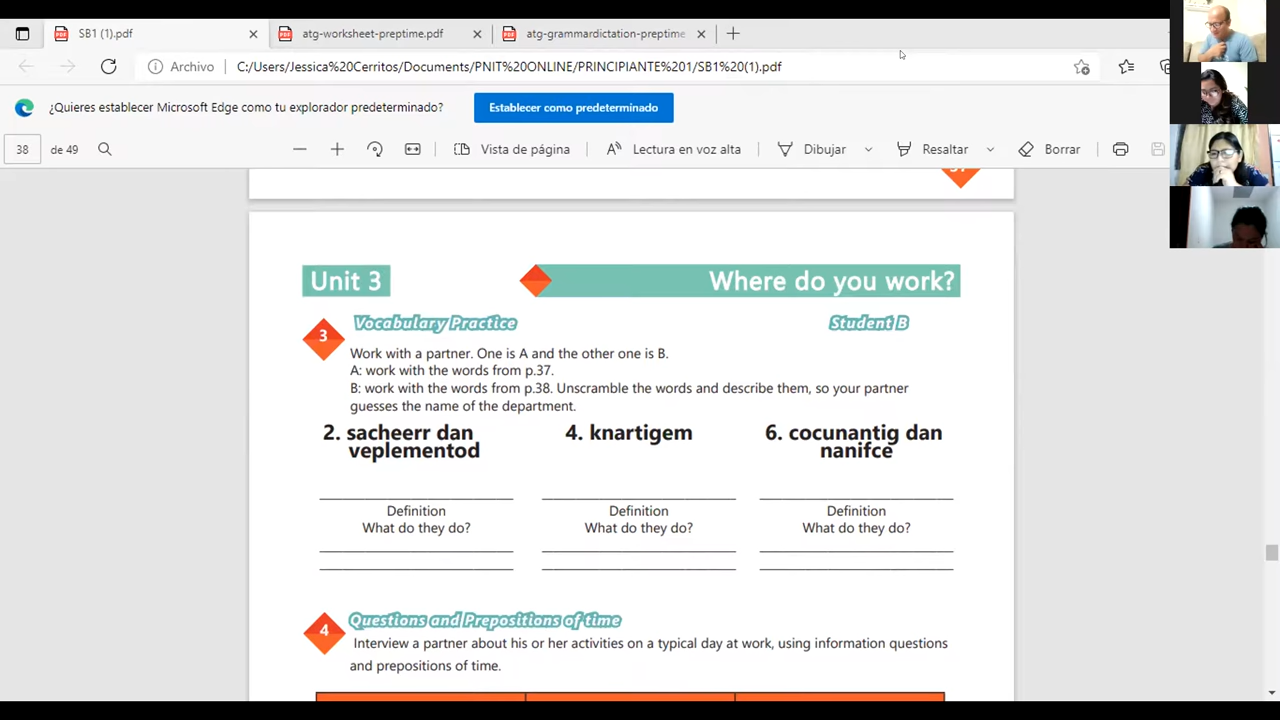 SB1 (1).pdf
atg-worksheet-preptime.pdf
atg-grammardictation-preptime
Archivo
C:/Users/Jessica%20Cerritos/Documents/PNIT%20ONLINE/PRINCIPIANTE%201/SB1%20(1).pdf
¿Quieres establecer Microsoft Edge como tu explorador predeterminado?
Establecer como predeterminado
38 de 49
Vista de página
Lectura en voz alta
Dibujar
Resaltar
Borrar
Unit 3
Where do you work?
3 Vocabulary Practice
Student B
Work with a partner. One is A and the other one is B.
A: work with the words from p.37.
B: work with the words from p.38. Unscramble the words and describe them, so your partner
guesses the name of the department.
2. sacheerr dan
veplementod
4. knartigem
6. cocunantig dan
nanifce
Definition
What do they do?
Definition
What do they do?
Definition
What do they do?
4 Questions and Prepositions of time
Interview a partner about his or her activities on a typical day at work, using information questions
and prepositions of time.